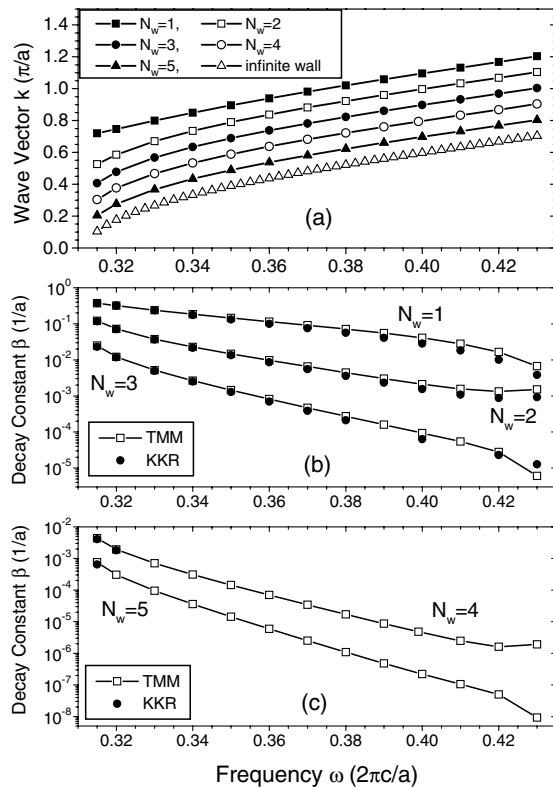 N_w=1, N_w=2
N_w=3, N_w=4
N_w=5, infinite wall
Wave Vector k (π/a)
1.4
1.2
1.0
0.8
0.6
0.4
0.2
0.0
(a)
0.32 0.34 0.36 0.38 0.40 0.42
Decay Constant β (1/a)
10^0
10^-1
10^-2
10^-3
10^-4
10^-5
N_w=1
N_w=3
N_w=2
TMM
KKR
(b)
0.32 0.34 0.36 0.38 0.40 0.42
Decay Constant β (1/a)
10^-2
10^-3
10^-4
10^-5
10^-6
10^-7
10^-8
N_w=5
N_w=4
TMM
KKR
(c)
0.32 0.34 0.36 0.38 0.40 0.42
Frequency ω (2πc/a)